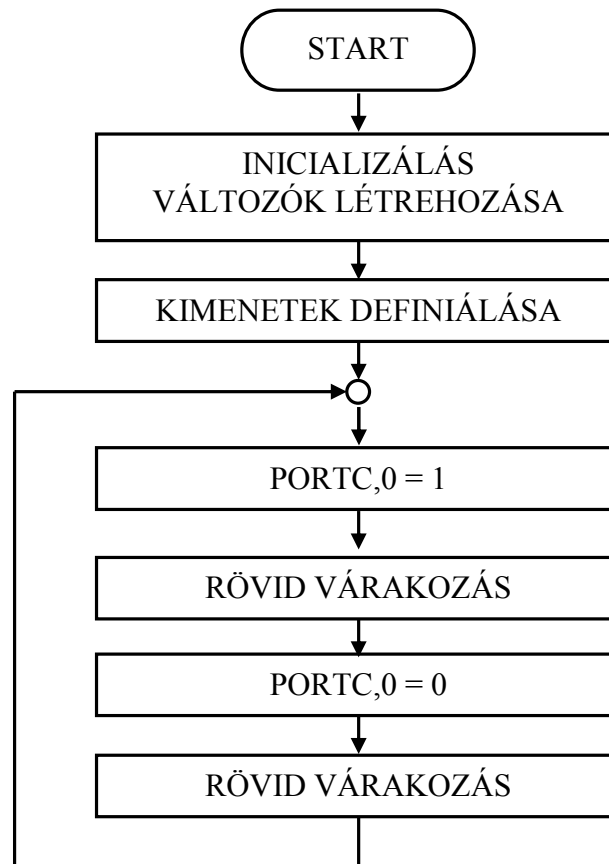 START
INICIALIZÁLÁS
VÁLTOZÓK LÉTREHOZÁSA
KIMENETEK DEFINIÁLÁSA
PORTC,0 = 1
RÖVID VÁRAKOZÁS
PORTC,0 = 0
RÖVID VÁRAKOZÁS